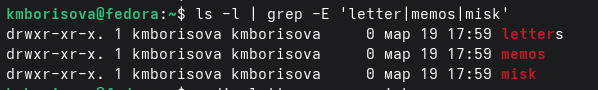 kmborisova@fedora:~$ ls -l | grep -E 'letter|memos|misk'
drwxr-xr-x. 1 kmborisova kmborisova     0 мар 19 17:59 letters
drwxr-xr-x. 1 kmborisova kmborisova     0 мар 19 17:59 memos
drwxr-xr-x. 1 kmborisova kmborisova     0 мар 19 17:59 misk